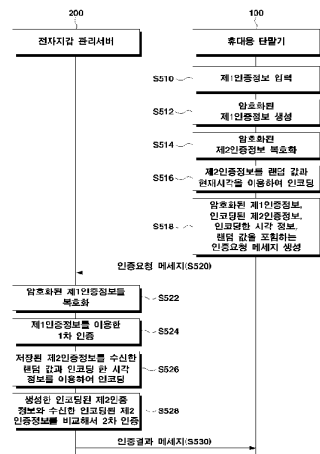 200
100
전자지갑 관리서버
휴대용 단말기
S510
제1인증정보 입력
S512
암호화된
제1인증정보 생성
S514
암호화된
제2인증정보 복호화
S516
제2인증정보를 랜덤 값과
현재시각을 이용하여 인코딩
S518
암호화된 제1인증정보,
인코딩된 제2인증정보,
인코딩한 시각 정보,
랜덤 값을 포함하는
인증요청 메세지 생성
인증요청 메세지(S520)
암호화된 제1인증정보를
복호화
S522
제1인증정보를 이용한
1차 인증
S524
저장된 제2인증정보를 수신한
랜덤 값과 인코딩 한 시각
정보를 이용하여 인코딩
S526
생성한 인코딩된 제2인증
정보와 수신한 인코딩된 제2
인증정보를 비교해서 2차 인증
S528
인증결과 메세지(S530)